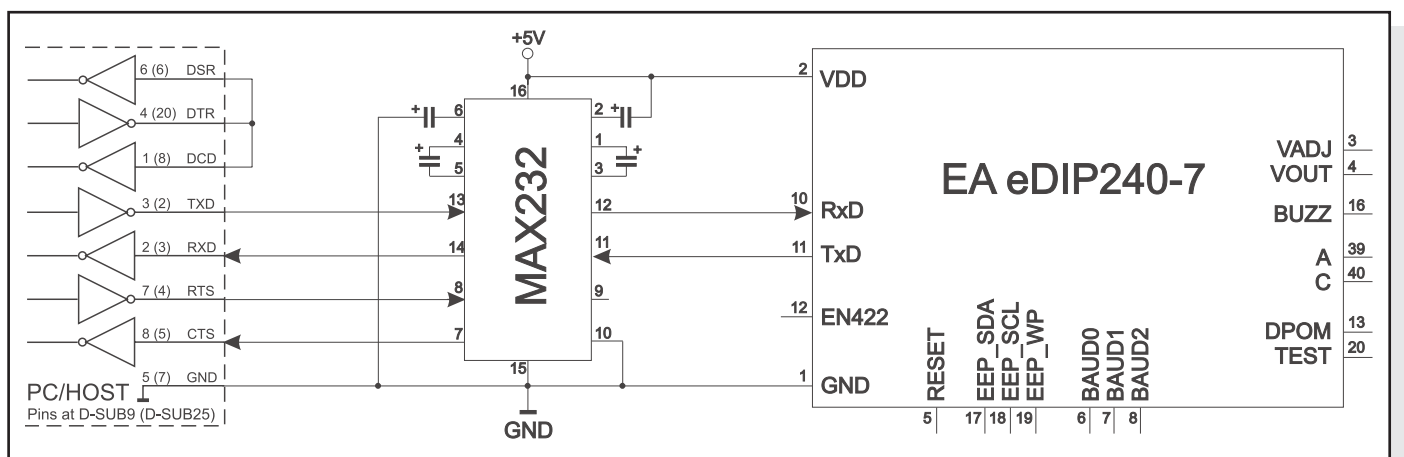 +5V
6 (6) DSR
4 (20) DTR
1 (8) DCD
3 (2) TXD
2 (3) RXD
7 (4) RTS
8 (5) CTS
5 (7) GND
PC/HOST
Pins at D-SUB9 (D-SUB25)
16
+ 6
2 +
4
+
5
1
+
3
13
12
14
11
8
9
7
10
15
MAX232
GND
EA eDIP240-7
2 VDD
10 RxD
11 TxD
12 EN422
1 GND
VADJ 3
VOUT 4
BUZZ 16
A 39
C 40
DPOM 13
TEST 20
RESET
EEP_SDA
EEP_SCL
EEP_WP
BAUD0
BAUD1
BAUD2
5 17 18 19 6 7 8